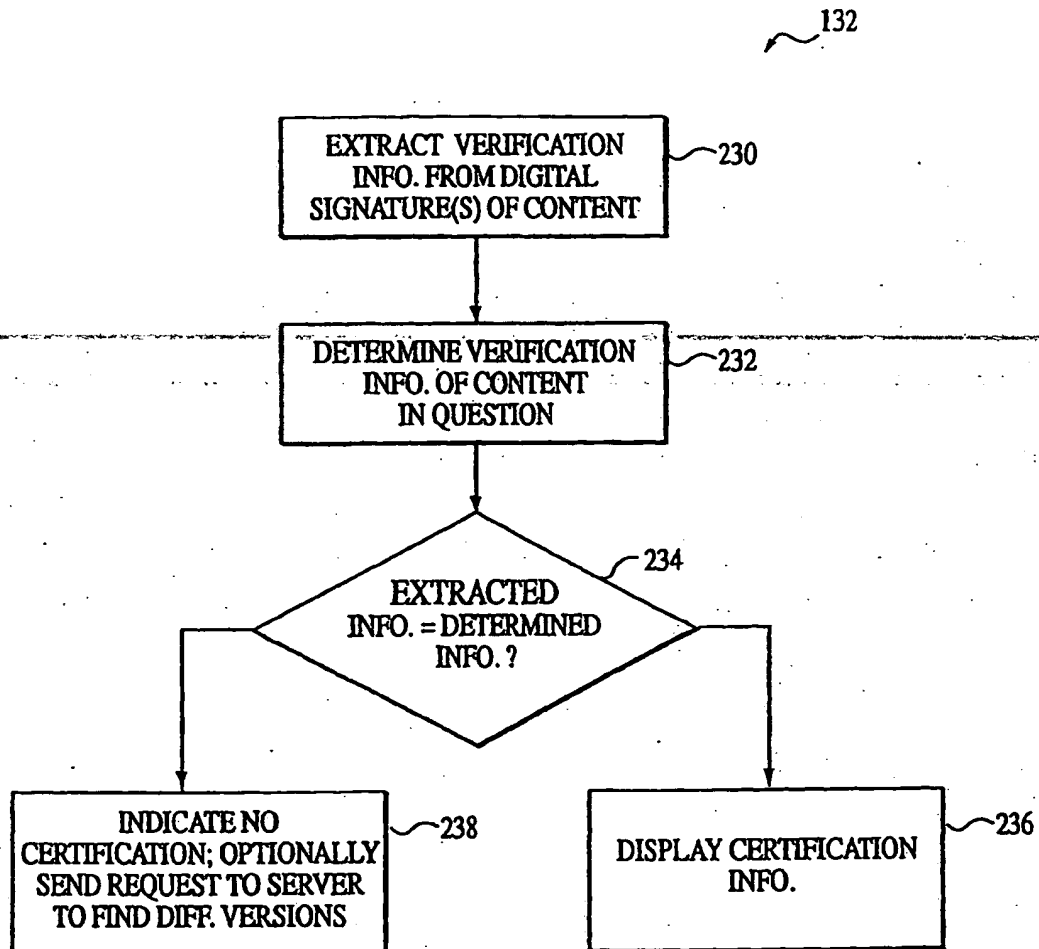 132
EXTRACT VERIFICATION
INFO. FROM DIGITAL
SIGNATURE(S) OF CONTENT
230
DETERMINE VERIFICATION
INFO. OF CONTENT
IN QUESTION
232
EXTRACTED
INFO. = DETERMINED
INFO. ?
234
INDICATE NO
CERTIFICATION; OPTIONALLY
SEND REQUEST TO SERVER
TO FIND DIFF. VERSIONS
238
DISPLAY CERTIFICATION
INFO.
236